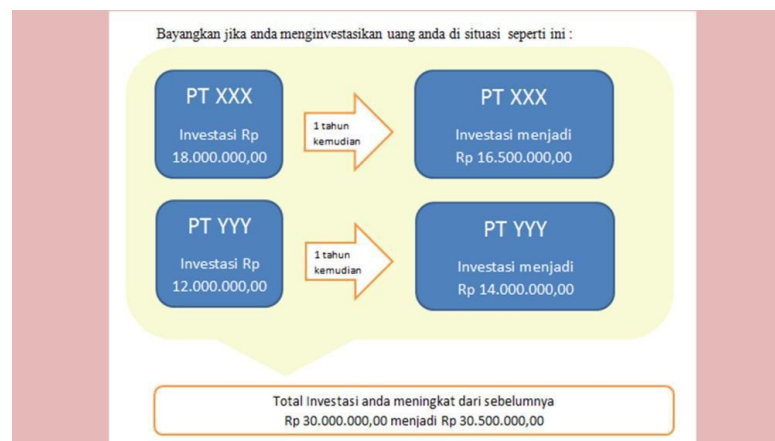 Bayangkan jika anda menginvestasikan uang anda di situasi seperti ini :
PT XXX
Investasi Rp
18.000.000,00
1 tahun
kemudian
PT XXX
Investasi menjadi
Rp 16.500.000,00
PT YYY
Investasi Rp
12.000.000,00
1 tahun
kemudian
PT YYY
Investasi menjadi
Rp 14.000.000,00
Total Investasi anda meningkat dari sebelumnya
Rp 30.000.000,00 menjadi Rp 30.500.000,00